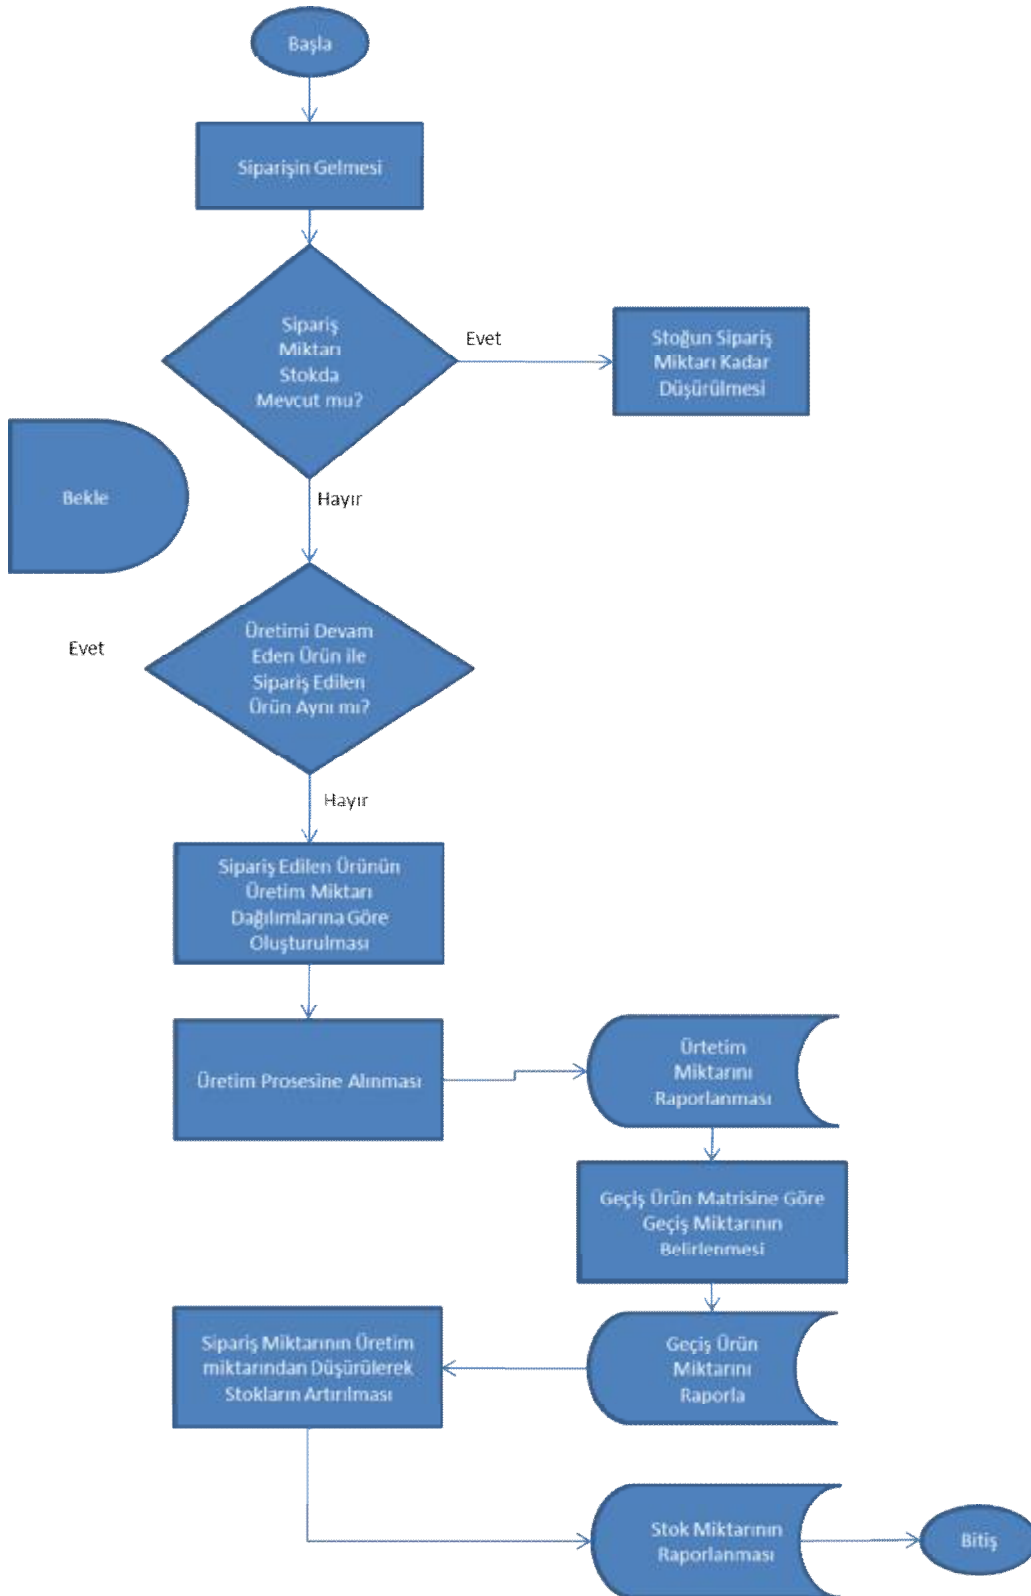 Başla
Siparişin Gelmesi
Sipariş
Miktarı
Stokda
Mevcut mu?
Evet
Stoğun Sipariş
Miktarı Kadar
Düşürülmesi
Bekle
Hayır
Evet
Üretimi Devam
Eden Ürün ile
Sipariş Edilen
Ürün Aynı mı?
Hayır
Sipariş Edilen Ürünün
Üretim Miktarı
Dağılımlarına Göre
Oluşturulması
Üretim Prosesine Alınması
Ürtetim
Miktarını
Raporlanması
Geçiş Ürün Matrisine Göre
Geçiş Miktarının
Belirlenmesi
Sipariş Miktarının Üretim
miktarından Düşürülerek
Stokların Artırılması
Geçiş Ürün
Miktarını
Raporla
Stok Miktarının
Raporlanması
Bitiş